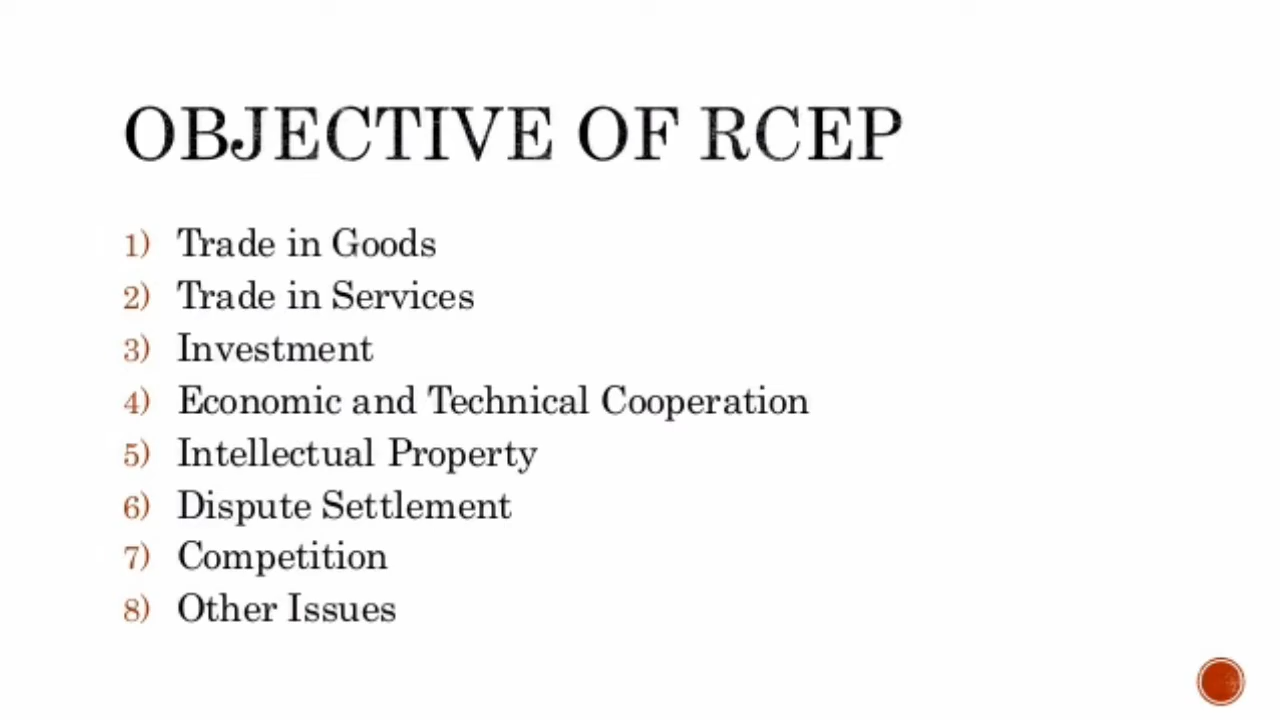 OBJECTIVE OF RCEP
1) Trade in Goods
2) Trade in Services
3) Investment
4) Economic and Technical Cooperation
5) Intellectual Property
6) Dispute Settlement
7) Competition
8) Other Issues